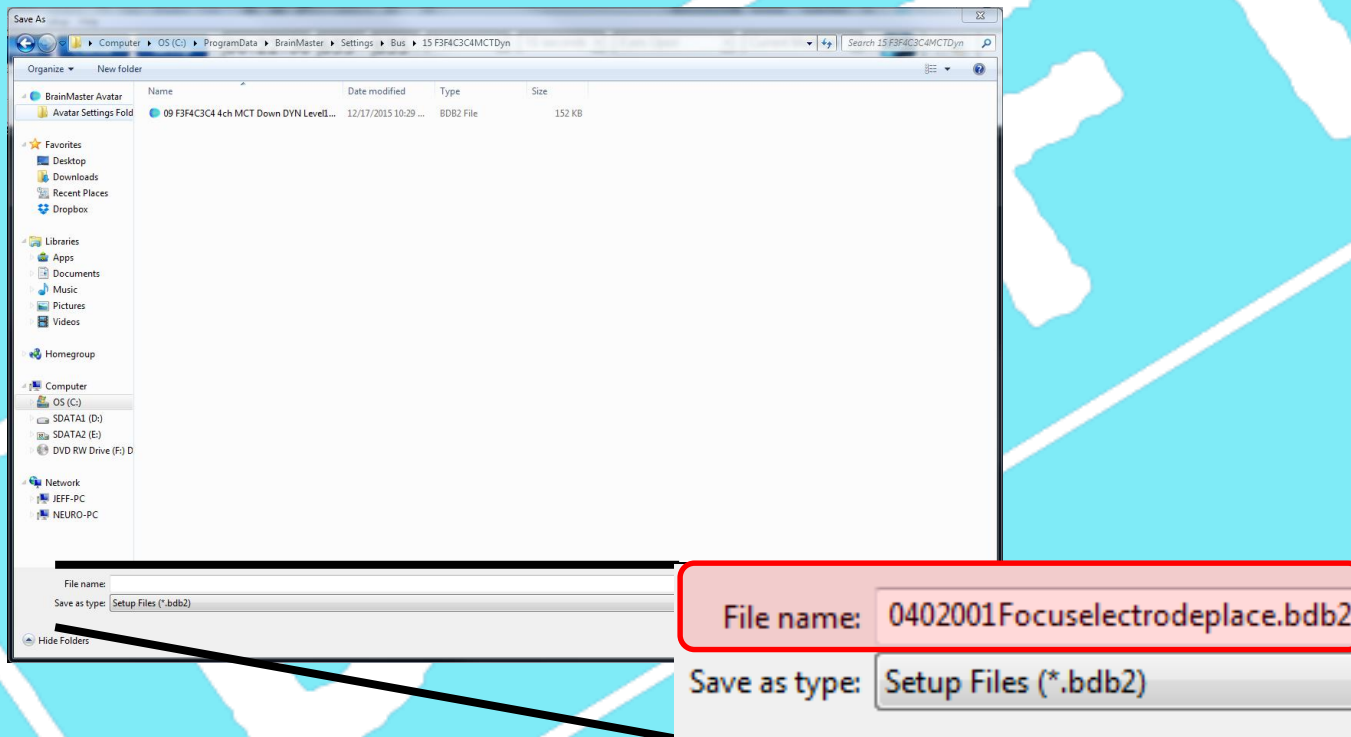 Save As
Computer ▸ OS (C:) ▸ ProgramData ▸ BrainMaster ▸ Settings ▸ Bus ▸ 15 F3F4C3C4MCTDyn
Search 15 F3F4C3C4MCTDyn
Organize
New folder
Name Date modified Type Size
09 F3F4C3C4 4ch MCT Down DYN Level1... 12/17/2015 10:29 ... BDB2 File 152 KB
BrainMaster Avatar
Avatar Settings Fold
Favorites
Desktop
Downloads
Recent Places
Dropbox
Libraries
Apps
Documents
Music
Pictures
Videos
Homegroup
Computer
OS (C:)
SDATA1 (D:)
SDATA2 (E:)
DVD RW Drive (F:) D
Network
JEFF-PC
NEURO-PC
File name:
Save as type: Setup Files (*.bdb2)
Hide Folders
File name: 0402001Focuselectrodeplace.bdb2
Save as type: Setup Files (*.bdb2)